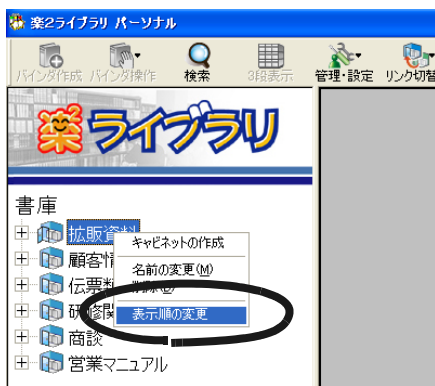 楽2ライブラリ パーソナル
バインダ作成 バインダ操作 検索 3段表示 管理・設定 リンク切替
楽 ライブラリ
書庫
拡販資料
キャビネットの作成
顧客情
名前の変更(M)
伝票
削除(D)
研修関
表示順の変更
商談
営業マニュアル